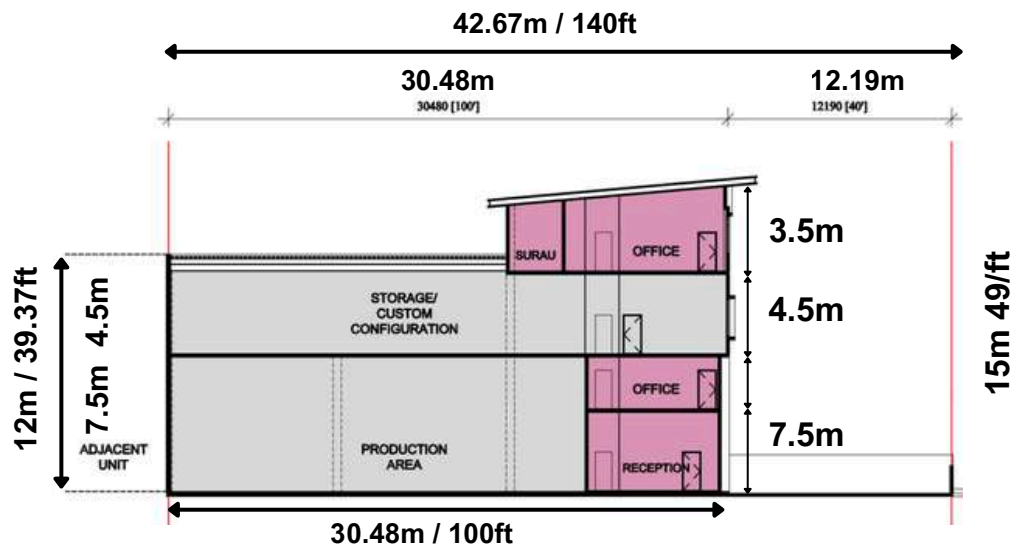 42.67m / 140ft
30.48m
12.19m
30480 [100']
12190 [40']
3.5m
SURAU
OFFICE
12m / 39.37ft
7.5m 4.5m
STORAGE/
CUSTOM
CONFIGURATION
4.5m
15m 49/ft
OFFICE
7.5m
ADJACENT
UNIT
PRODUCTION
AREA
RECEPTION
30.48m / 100ft